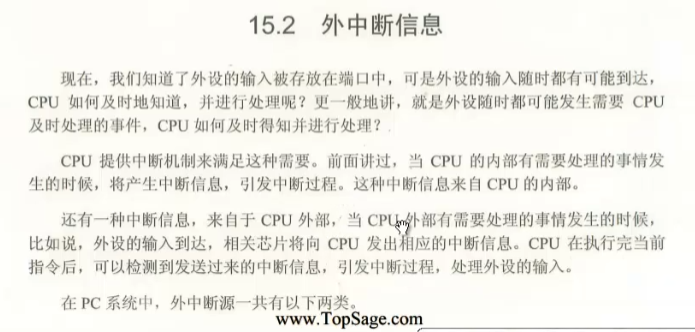 15.2 外中断信息
现在，我们知道了外设的输入被存放在端口中，可是外设的输入随时都有可能到达，
CPU 如何及时地知道，并进行处理呢？更一般地讲，就是外设随时都可能发生需要 CPU
及时处理的事件，CPU 如何及时得知并进行处理？
CPU 提供中断机制来满足这种需要。前面讲过，当 CPU 的内部有需要处理的事情发
生的时候，将产生中断信息，引发中断过程。这种中断信息来自 CPU 的内部。
还有一种中断信息，来自于 CPU 外部，当 CPU 外部有需要处理的事情发生的时候，
比如说，外设的输入到达，相关芯片将向 CPU 发出相应的中断信息。CPU 在执行完当前
指令后，可以检测到发送过来的中断信息，引发中断过程，处理外设的输入。
在 PC 系统中，外中断源一共有以下两类。
www.TopSage.com